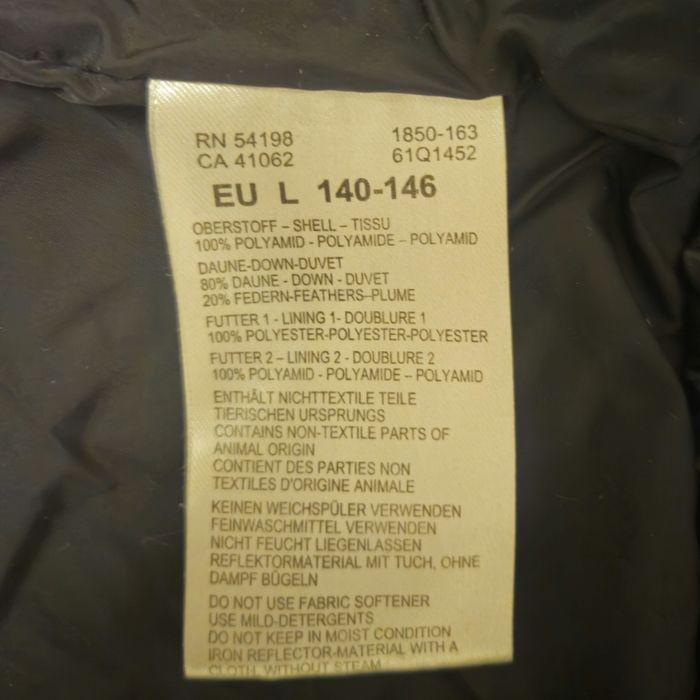 RN 54198 1850-163
CA 41062 61Q1452
EU L 140-146
OBERSTOFF – SHELL – TISSU
100% POLYAMID - POLYAMIDE – POLYAMID
DAUNE-DOWN-DUVET
80% DAUNE - DOWN - DUVET
20% FEDERN-FEATHERS–PLUME
FUTTER 1 - LINING 1- DOUBLURE 1
100% POLYESTER-POLYESTER-POLYESTER
FUTTER 2 – LINING 2 - DOUBLURE 2
100% POLYAMID - POLYAMIDE – POLYAMID
ENTHÄLT NICHTTEXTILE TEILE
TIERISCHEN URSPRUNGS
CONTAINS NON-TEXTILE PARTS OF
ANIMAL ORIGIN
CONTIENT DES PARTIES NON
TEXTILES D'ORIGINE ANIMALE
KEINEN WEICHSPÜLER VERWENDEN
FEINWASCHMITTEL VERWENDEN
NICHT FEUCHT LIEGENLASSEN
REFLEKTORMATERIAL MIT TUCH, OHNE
DAMPF BÜGELN
DO NOT USE FABRIC SOFTENER
USE MILD-DETERGENTS
DO NOT KEEP IN MOIST CONDITION
IRON REFLECTOR-MATERIAL WITH A
CLOTH, WITHOUT STEAM